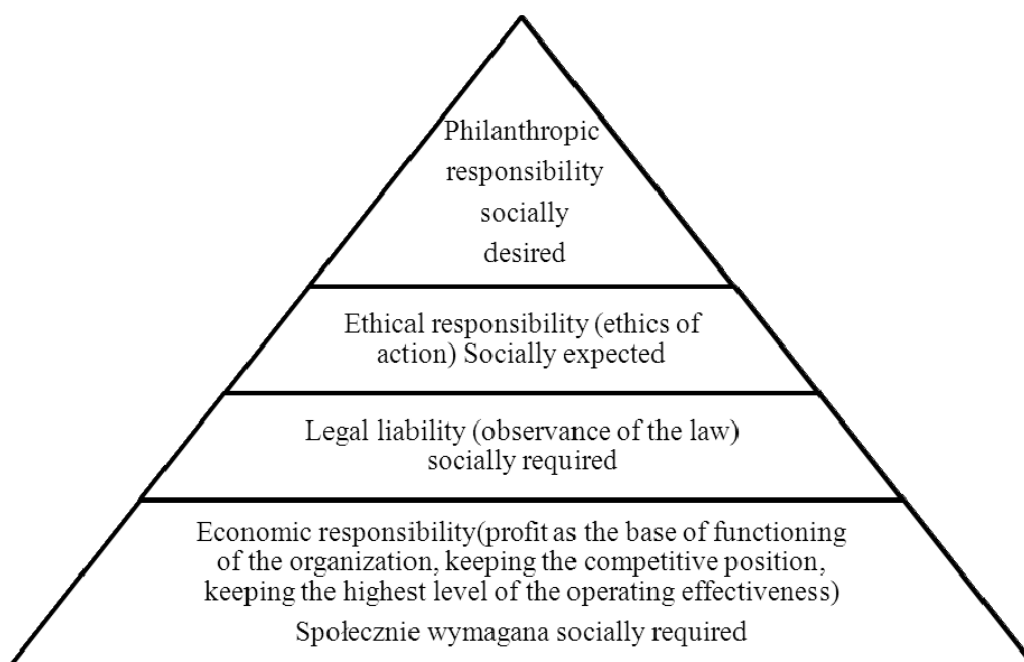 Philanthropic
responsibility
socially
desired
Ethical responsibility (ethics of
action) Socially expected
Legal liability (observance of the law)
socially required
Economic responsibility(profit as the base of functioning
of the organization, keeping the competitive position,
keeping the highest level of the operating effectiveness)
Społecznie wymagana socially required